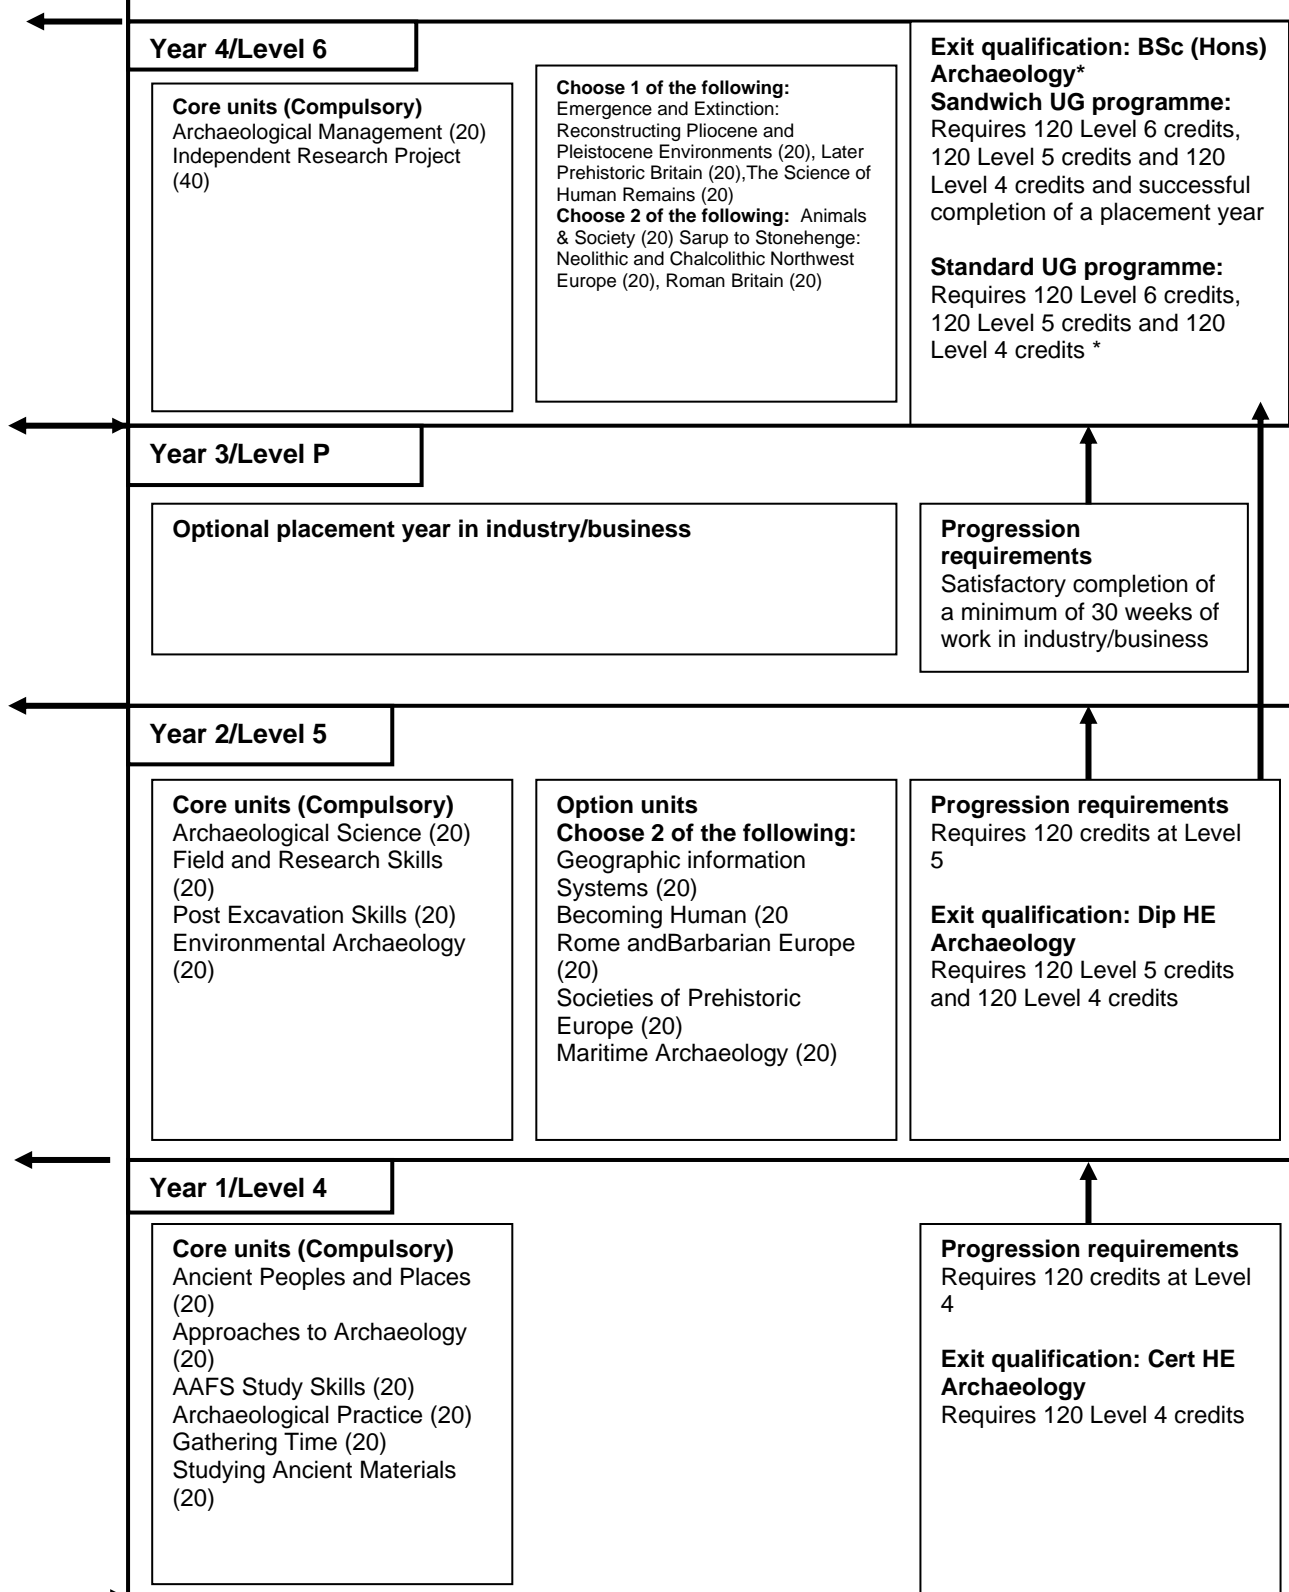 Year 4/Level 6
Core units (Compulsory)
Archaeological Management (20)
Independent Research Project
(40)
Choose 1 of the following:
Emergence and Extinction:
Reconstructing Pliocene and
Pleistocene Environments (20), Later
Prehistoric Britain (20),The Science of
Human Remains (20)
Choose 2 of the following:  Animals
& Society (20) Sarup to Stonehenge:
Neolithic and Chalcolithic Northwest
Europe (20), Roman Britain (20)
Exit qualification: BSc (Hons)
Archaeology*
Sandwich UG programme:
Requires 120 Level 6 credits,
120 Level 5 credits and 120
Level 4 credits and successful
completion of a placement year
Standard UG programme:
Requires 120 Level 6 credits,
120 Level 5 credits and 120
Level 4 credits *
Year 3/Level P
Optional placement year in industry/business
Progression
requirements
Satisfactory completion of
a minimum of 30 weeks of
work in industry/business
Year 2/Level 5
Core units (Compulsory)
Archaeological Science (20)
Field and Research Skills
(20)
Post Excavation Skills (20)
Environmental Archaeology
(20)
Option units
Choose 2 of the following:
Geographic information
Systems (20)
Becoming Human (20
Rome andBarbarian Europe
(20)
Societies of Prehistoric
Europe (20)
Maritime Archaeology (20)
Progression requirements
Requires 120 credits at Level
5
Exit qualification: Dip HE
Archaeology
Requires 120 Level 5 credits
and 120 Level 4 credits
Year 1/Level 4
Core units (Compulsory)
Ancient Peoples and Places
(20)
Approaches to Archaeology
(20)
AAFS Study Skills (20)
Archaeological Practice (20)
Gathering Time (20)
Studying Ancient Materials
(20)
Progression requirements
Requires 120 credits at Level
4
Exit qualification: Cert HE
Archaeology
Requires 120 Level 4 credits